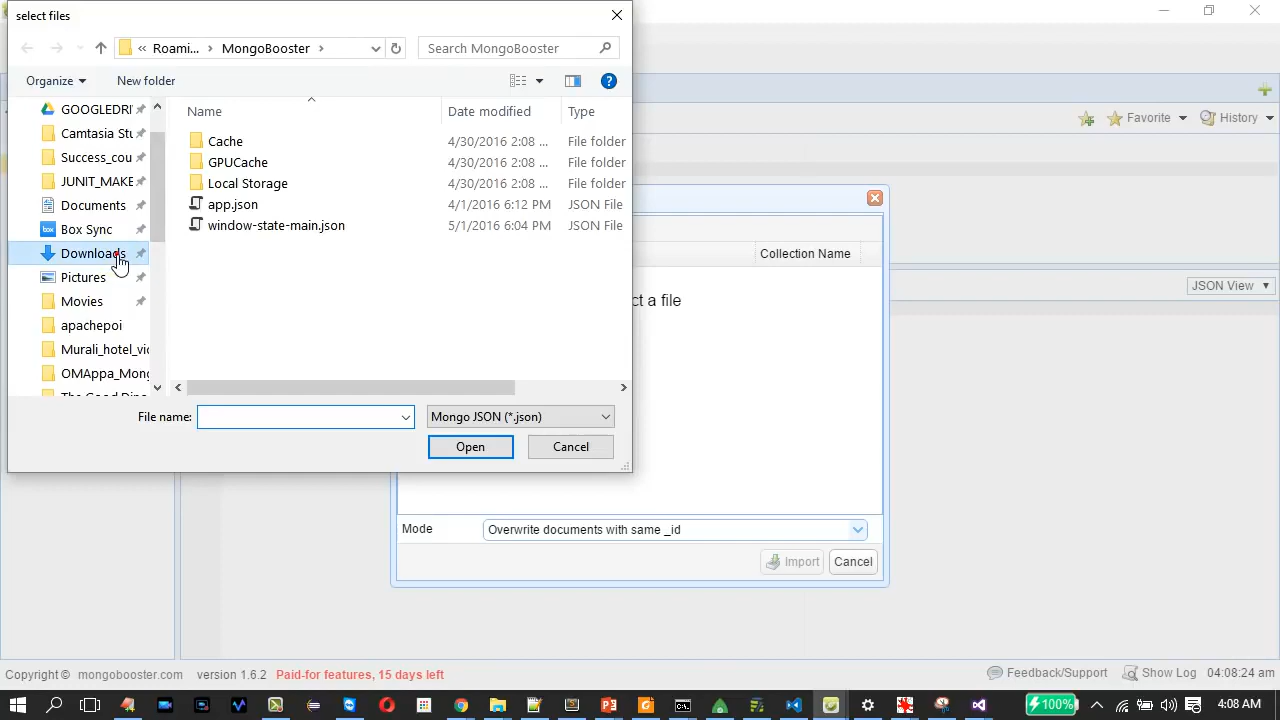 select files
« Roami... › MongoBooster ›
Search MongoBooster
Organize
New folder
Name
Date modified
Type
GOOGLEDRI
Camtasia Stu
Success_cou
JUNIT_MAKE
Documents
box Box Sync
Downloads
Pictures
Movies
apachepoi
Murali_hotel_vid
OMAppa_Mong
Cache 4/30/2016 2:08 ... File folder
GPUCache 4/30/2016 2:08 ... File folder
Local Storage 4/30/2016 2:08 ... File folder
app.json 4/1/2016 6:12 PM JSON File
window-state-main.json 5/1/2016 6:04 PM JSON File
File name:
Mongo JSON (*.json)
Open
Cancel
Favorite
History
Collection Name
ct a file
JSON View
Mode
Overwrite documents with same _id
Import
Cancel
Copyright © mongobooster.com version 1.6.2 Paid-for features, 15 days left
Feedback/Support
Show Log
04:08:24 am
100%
4:08 AM